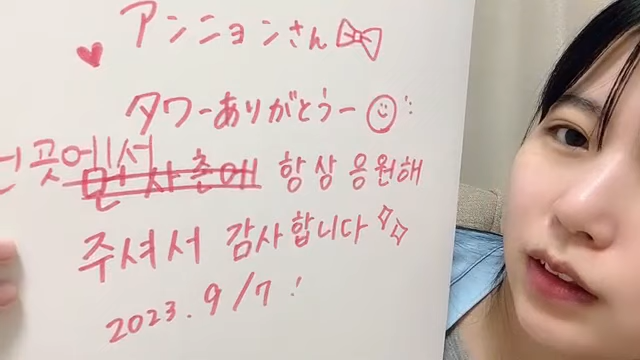 アンニョンさん
タワーありがとうー
곳에서 항상 응원해
주셔서 감사합니다
2023. 9/7!